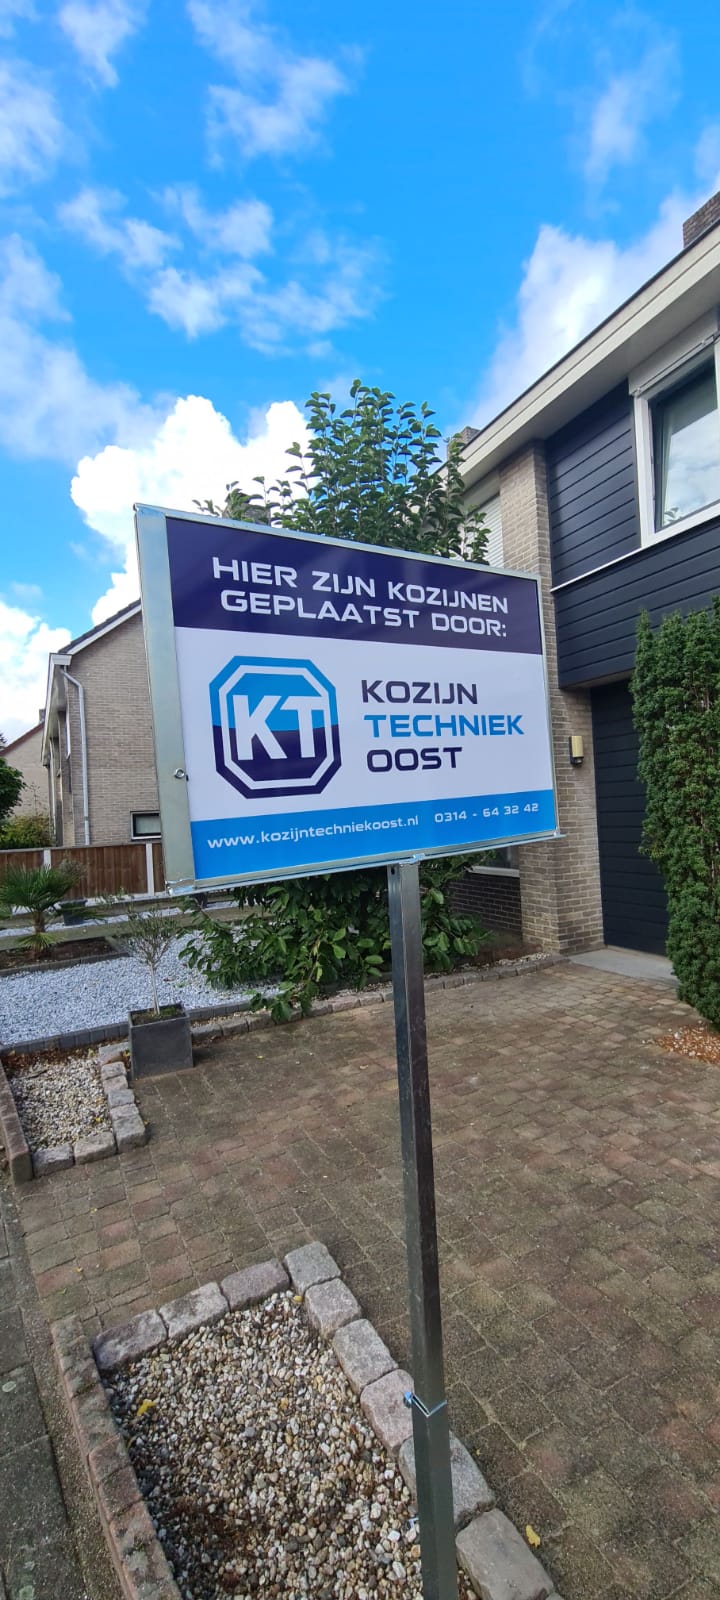 HIER ZIJN KOZIJNEN
GEPLAATST DOOR:
KT
KOZIJN
TECHNIEK
OOST
www.kozijntechniekoost.nl 0314 - 64 32 42